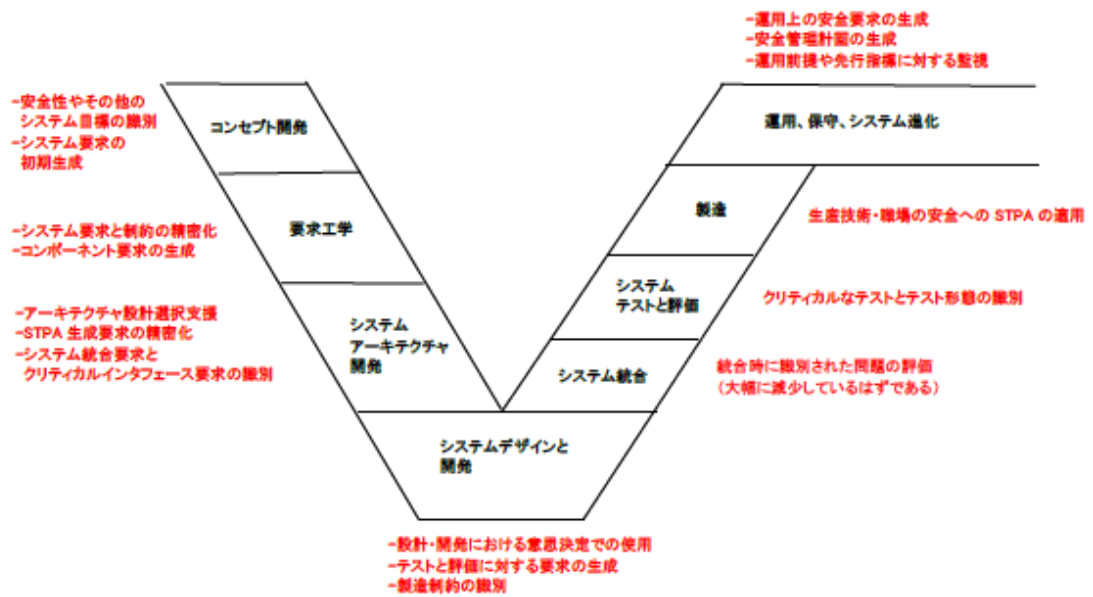 -運用上の安全要求の生成
-安全管理計画の生成
-運用前提や先行指標に対する監視
-安全性やその他の
システム目標の識別
-システム要求の
初期生成
コンセプト開発
運用、保守、システム進化
-システム要求と制約の精密化
-コンポーネント要求の生成
要求工学
製造
生産技術・職場の安全への STPA の適用
-アーキテクチャ設計選択支援
-STPA 生成要求の精密化
-システム統合要求と
クリティカルインタフェース要求の識別
システム
アーキテクチャ
開発
システム
テストと評価
クリティカルなテストとテスト形態の識別
システム統合
統合時に識別された問題の評価
（大幅に減少しているはずである）
システムデザインと
開発
-設計・開発における意思決定での使用
-テストと評価に対する要求の生成
-製造制約の識別